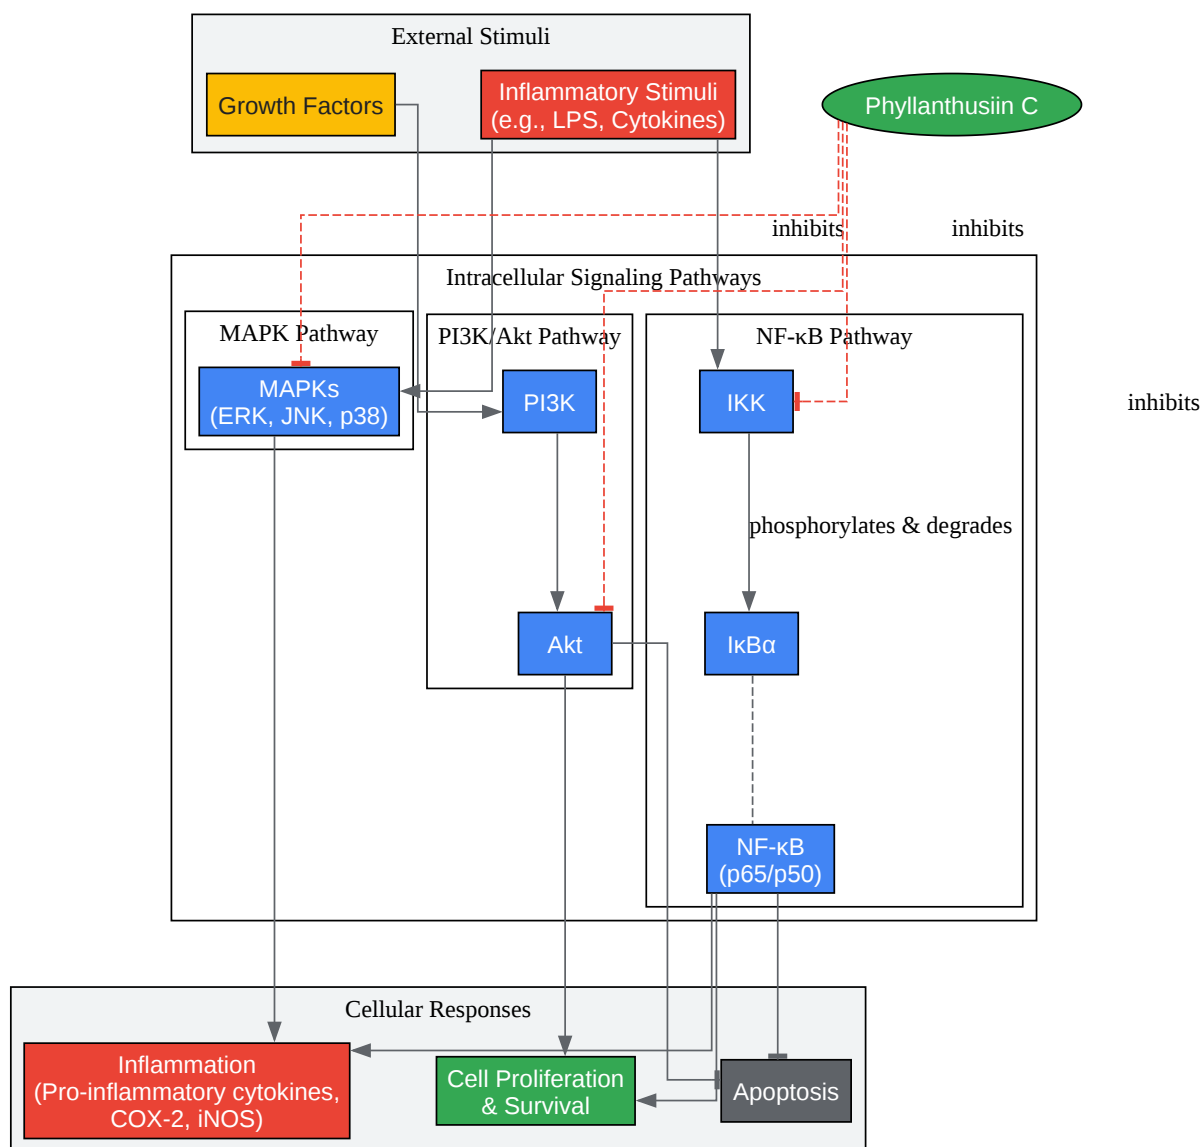 External Stimuli
Growth Factors
Inflammatory Stimuli
(e.g., LPS, Cytokines)
Phyllanthusiin C
inhibits
inhibits
Intracellular Signaling Pathways
MAPK Pathway
PI3K/Akt Pathway
NF-κB Pathway
MAPKs
(ERK, JNK, p38)
PI3K
IKK
inhibits
phosphorylates & degrades
Akt
IκBα
NF-κB
(p65/p50)
Cellular Responses
Inflammation
(Pro-inflammatory cytokines,
COX-2, iNOS)
Cell Proliferation
& Survival
Apoptosis